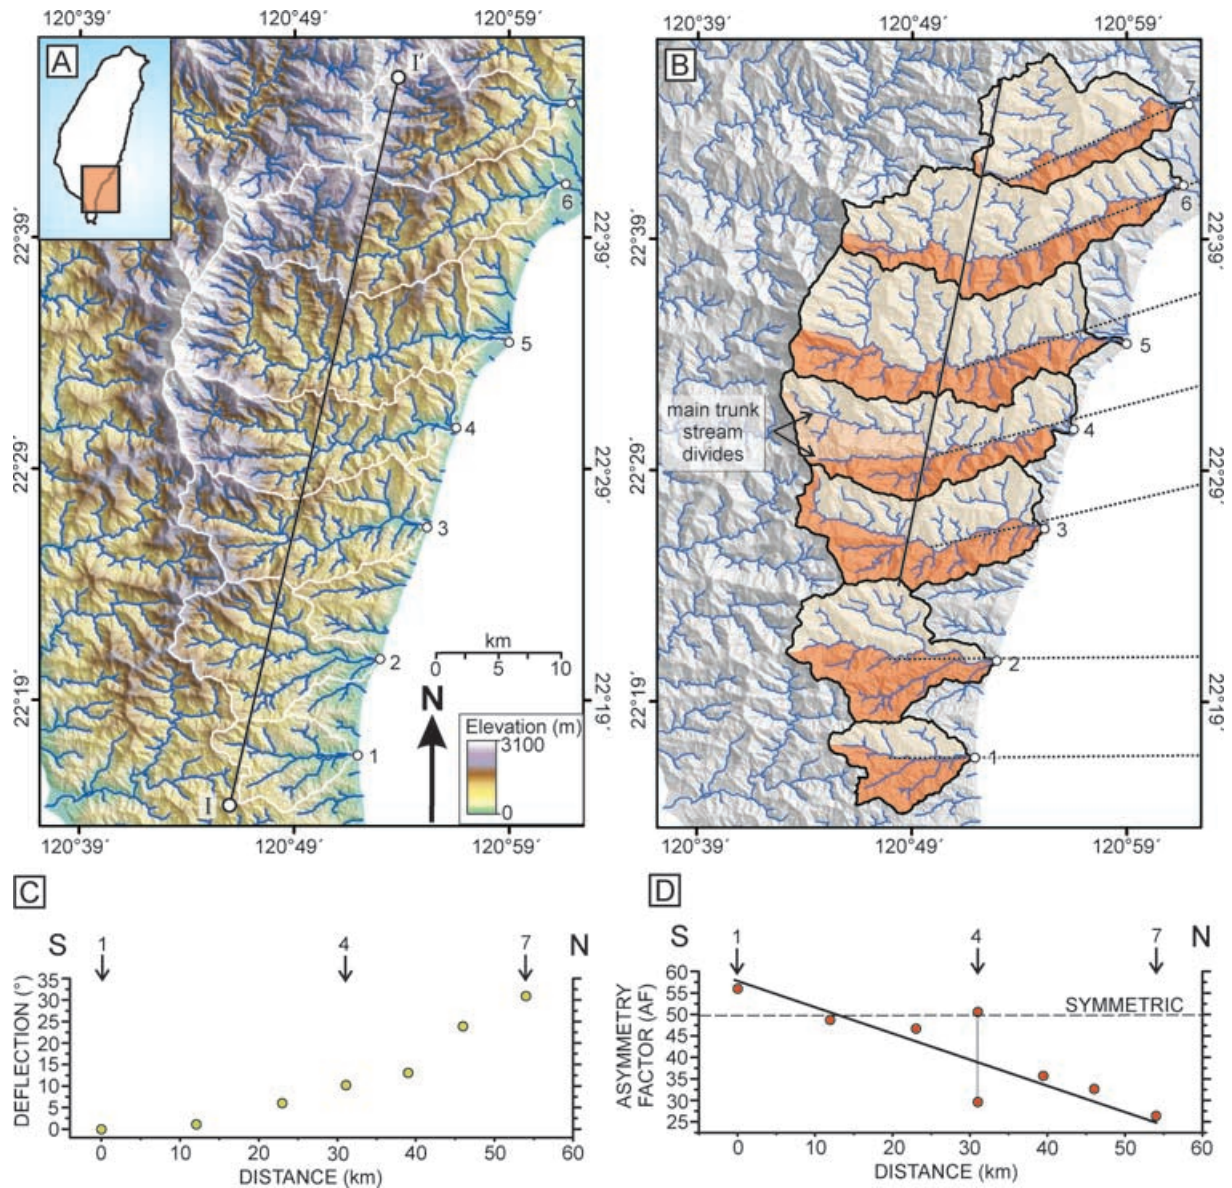 120°39´ 120°49´ 120°59´ 120°39´ 120°49´ 120°59´
A
I'
7
6
22°39´
22°39´
5
4
3
22°29´
22°29´
km
0 5 10
2
N
22°19´
22°19´
Elevation (m)
3100
0
1
I
120°39´ 120°49´ 120°59´
B
7
6
22°39´
22°39´
5
main trunk
stream
divides
4
3
22°29´
22°29´
2
22°19´
22°19´
1
120°39´ 120°49´ 120°59´
C
S 1 4 7 N
DEFLECTION (°)
35
30
25
20
15
10
5
0
0 10 20 30 40 50 60
DISTANCE (km)
D
S 1 4 7 N
ASYMMETRY
FACTOR (AF)
60
55
50
45
40
35
30
25
SYMMETRIC
0 10 20 30 40 50 60
DISTANCE (km)